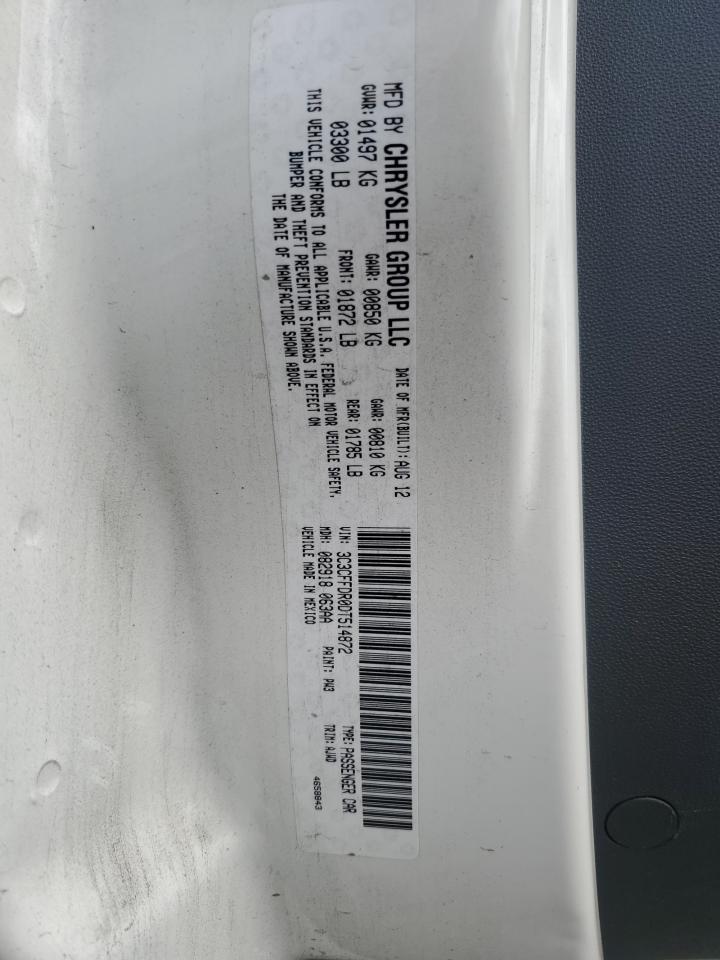 MFD BY CHRYSLER GROUP LLC
DATE OF MFR(BUILT): AUG 12
GVWR: 01497 KG
GAWR: 00850 KG
GAWR: 00810 KG
03300 LB
FRONT: 01872 LB
REAR: 01785 LB
THIS VEHICLE CONFORMS TO ALL APPLICABLE U.S.A. FEDERAL MOTOR VEHICLE SAFETY,
BUMPER AND THEFT PREVENTION STANDARDS IN EFFECT ON
THE DATE OF MANUFACTURE SHOWN ABOVE.
VIN: 3C3CFFDR0DT514872
TYPE: PASSENGER CAR
MDH: 082918 063AA
PAINT: PW3
TRIM: AJWD
VEHICLE MADE IN MEXICO
4658843